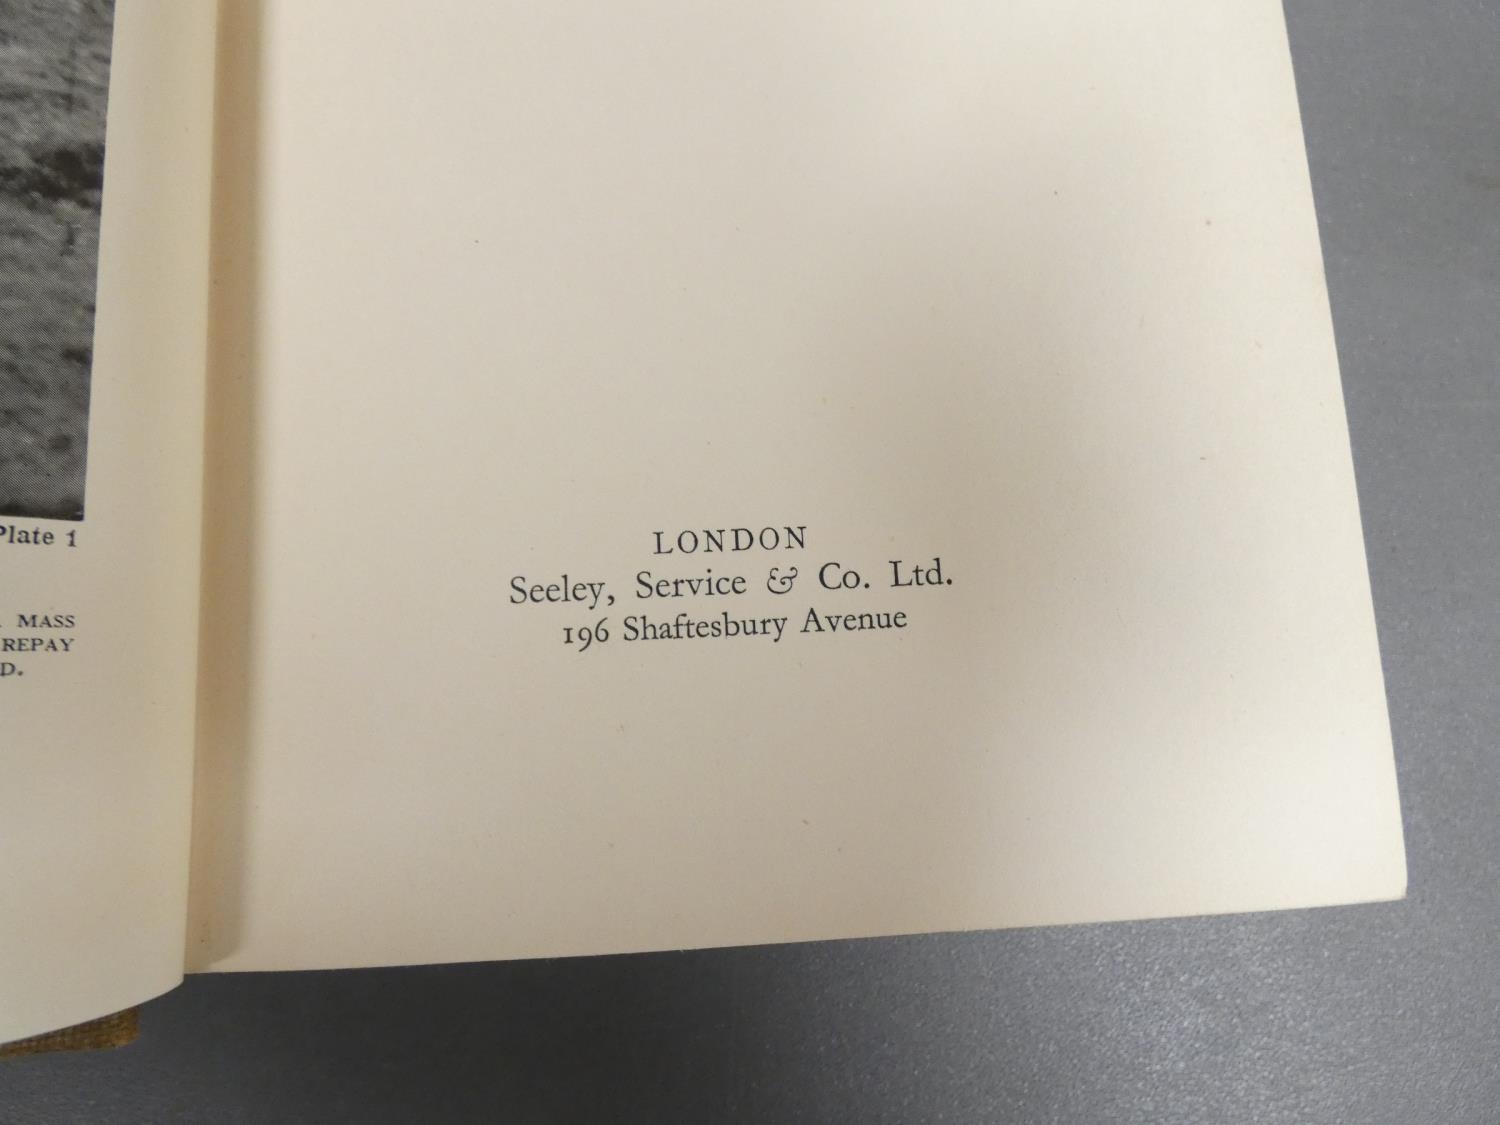 Plate 1
MASS
REPAY
D.
LONDON
Seeley, Service & Co. Ltd.
196 Shaftesbury Avenue